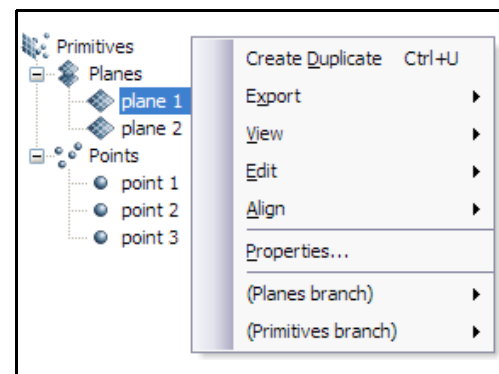 Primitives
Planes
plane 1
plane 2
Points
point 1
point 2
point 3
Create Duplicate Ctrl+U
Export
View
Edit
Align
Properties...
(Planes branch)
(Primitives branch)